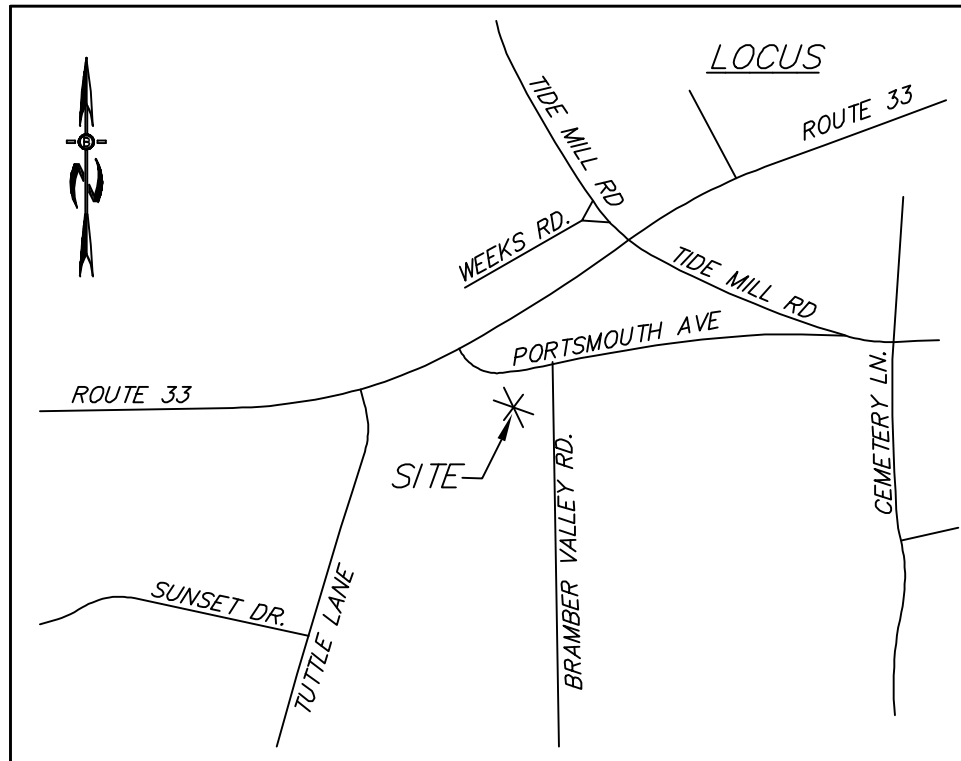 LOCUS
TIDE MILL RD
ROUTE 33
WEEKS RD.
TIDE MILL RD
PORTSMOUTH AVE
ROUTE 33
CEMETERY LN.
SITE
BRAMBER VALLEY RD.
SUNSET DR.
TUTTLE LANE
B
N